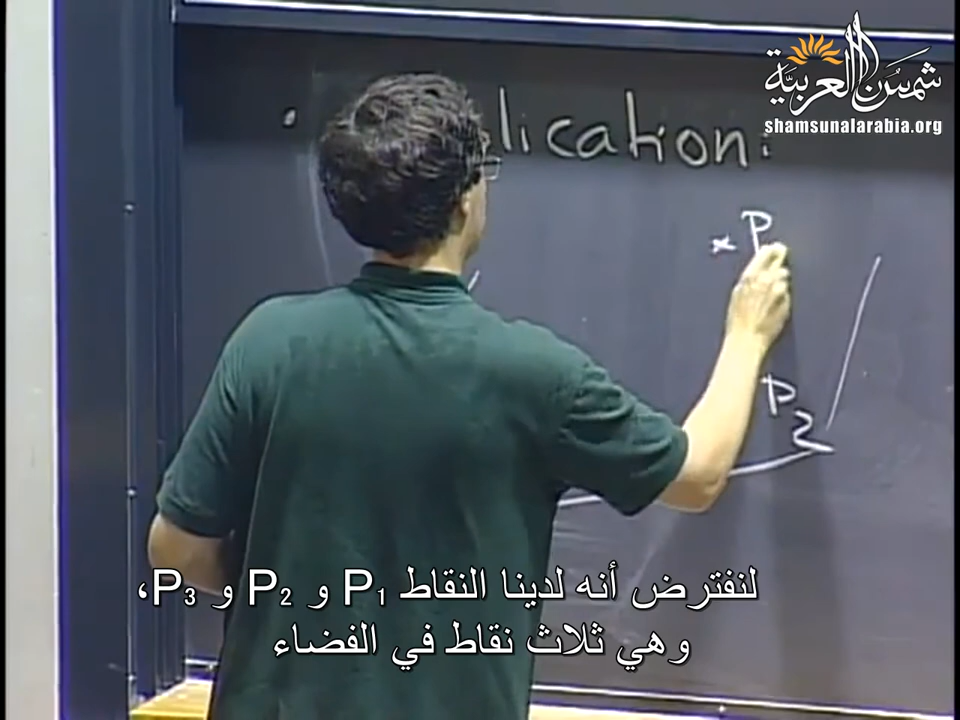 شمس العربية
shamsunalarabia.org
lication:
P
P2
لنفترض أنه لدينا النقاط P₁ و P₂ و P₃،
وهي ثلاث نقاط في الفضاء